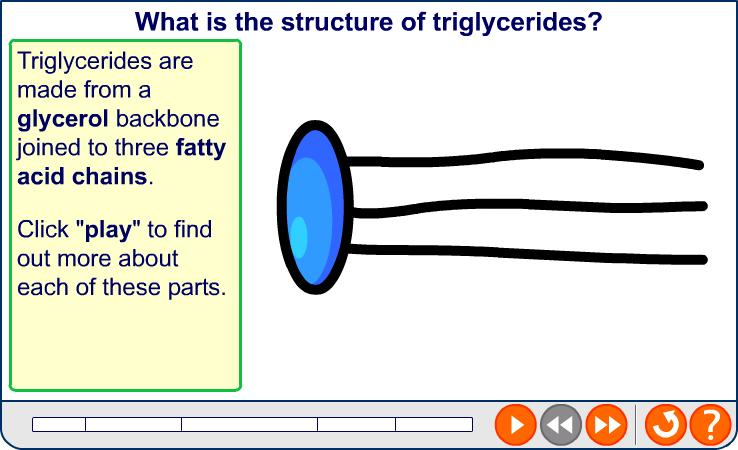 What is the structure of triglycerides?
Triglycerides are
made from a
glycerol backbone
joined to three fatty
acid chains.
Click "play" to find
out more about
each of these parts.
?